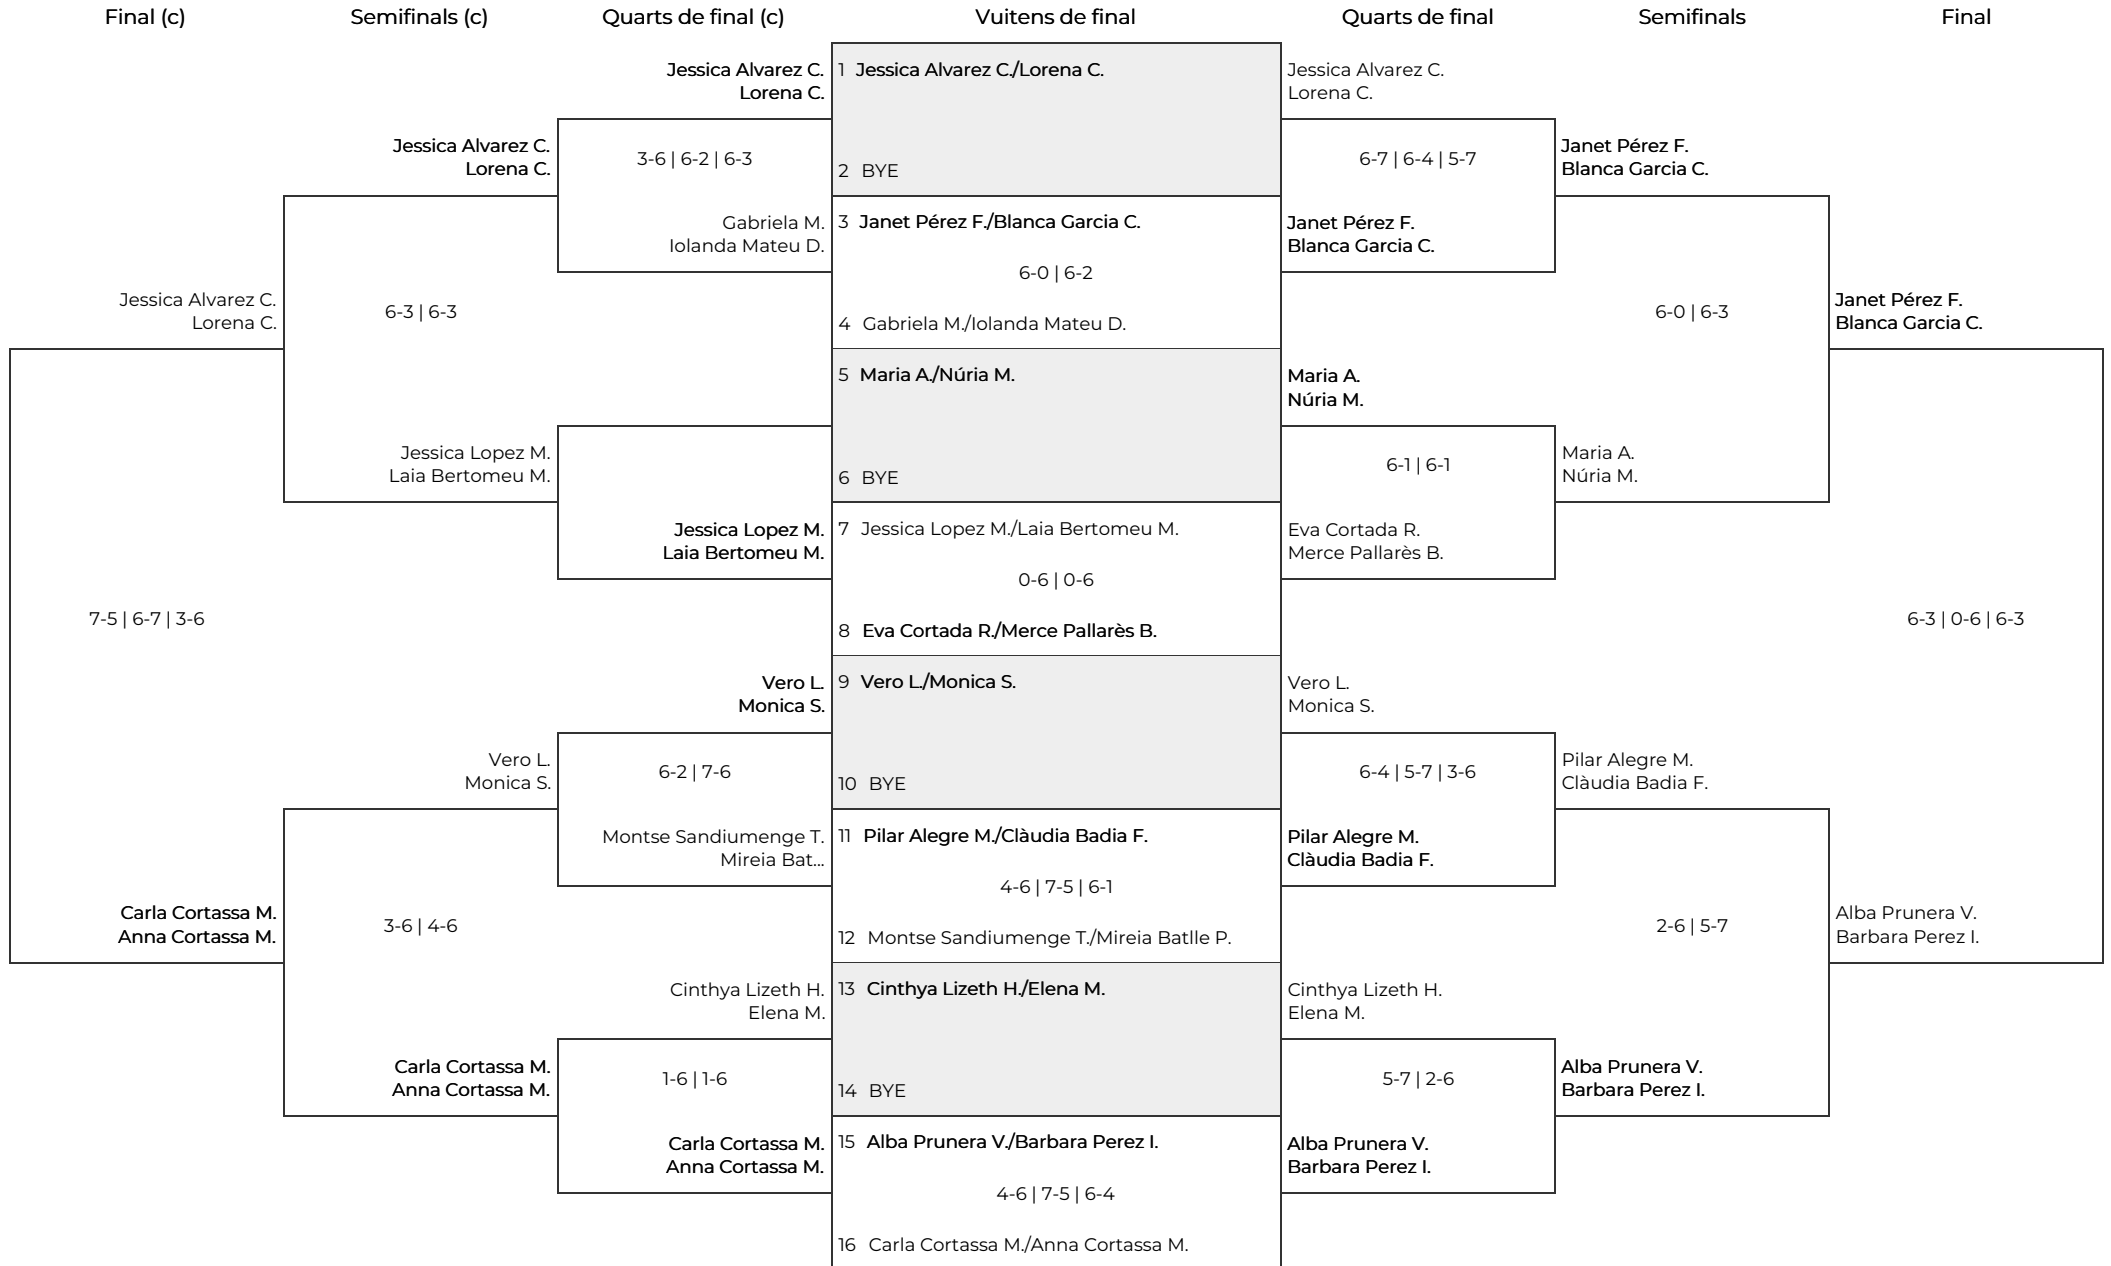 Final (c)
Semifinals (c)
Quarts de final (c)
Vuitens de final
Quarts de final
Semifinals
Final
Jessica Alvarez C.
Lorena C.
3-6 | 6-2 | 6-3
Gabriela M.
Iolanda Mateu D.
Jessica Alvarez C.
Lorena C.
6-3 | 6-3
Jessica Lopez M.
Laia Bertomeu M.
Jessica Lopez M.
Laia Bertomeu M.
Jessica Alvarez C.
Lorena C.
7-5 | 6-7 | 3-6
Carla Cortassa M.
Anna Cortassa M.
Vero L.
Monica S.
6-2 | 7-6
Montse Sandiumenge T.
Mireia Bat...
Vero L.
Monica S.
3-6 | 4-6
Carla Cortassa M.
Anna Cortassa M.
Cinthya Lizeth H.
Elena M.
1-6 | 1-6
Carla Cortassa M.
Anna Cortassa M.
1 Jessica Alvarez C./Lorena C.
2 BYE
3 Janet Pérez F./Blanca Garcia C.
6-0 | 6-2
4 Gabriela M./Iolanda Mateu D.
5 Maria A./Núria M.
6 BYE
7 Jessica Lopez M./Laia Bertomeu M.
0-6 | 0-6
8 Eva Cortada R./Merce Pallarès B.
9 Vero L./Monica S.
10 BYE
11 Pilar Alegre M./Clàudia Badia F.
4-6 | 7-5 | 6-1
12 Montse Sandiumenge T./Mireia Batlle P.
13 Cinthya Lizeth H./Elena M.
14 BYE
15 Alba Prunera V./Barbara Perez I.
4-6 | 7-5 | 6-4
16 Carla Cortassa M./Anna Cortassa M.
Jessica Alvarez C.
Lorena C.
6-7 | 6-4 | 5-7
Janet Pérez F.
Blanca Garcia C.
Maria A.
Núria M.
6-1 | 6-1
Eva Cortada R.
Merce Pallarès B.
Vero L.
Monica S.
6-4 | 5-7 | 3-6
Pilar Alegre M.
Clàudia Badia F.
Cinthya Lizeth H.
Elena M.
5-7 | 2-6
Alba Prunera V.
Barbara Perez I.
Janet Pérez F.
Blanca Garcia C.
6-0 | 6-3
Maria A.
Núria M.
Pilar Alegre M.
Clàudia Badia F.
2-6 | 5-7
Alba Prunera V.
Barbara Perez I.
Janet Pérez F.
Blanca Garcia C.
6-3 | 0-6 | 6-3
Alba Prunera V.
Barbara Perez I.